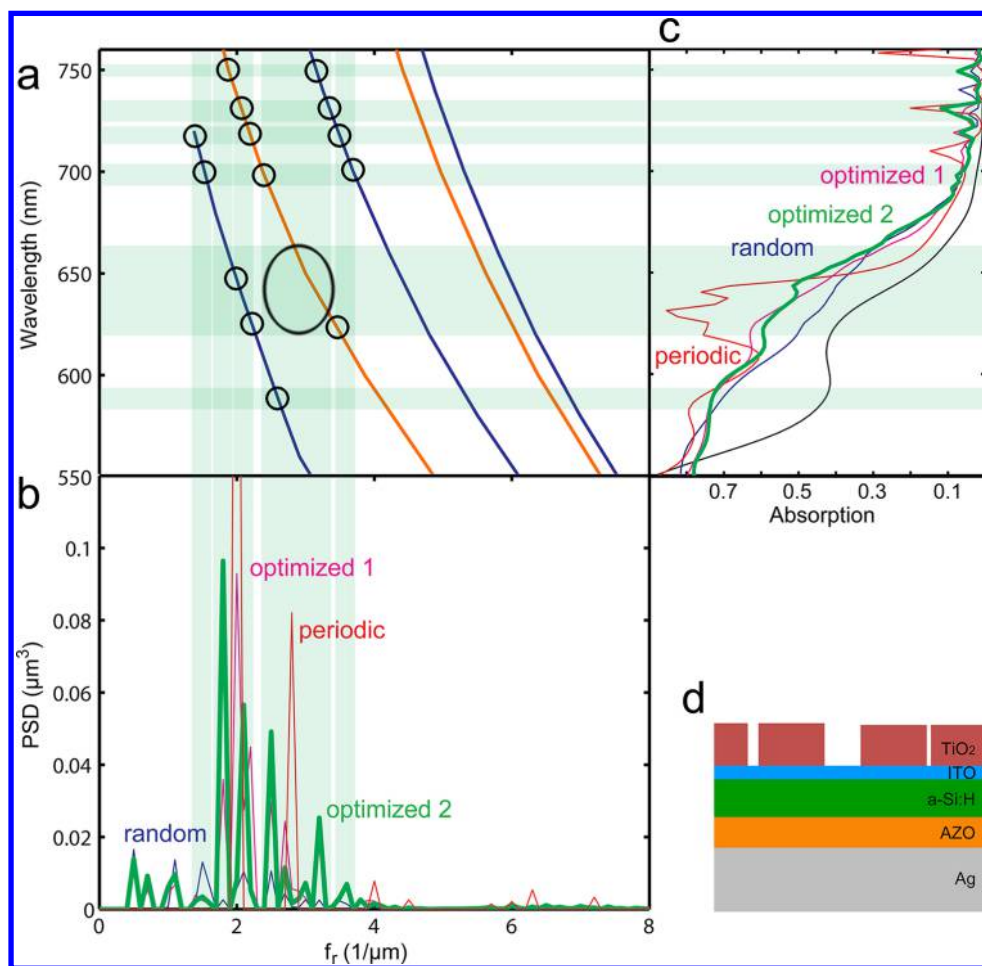 a
Wavelength (nm)
750
700
650
600
550
c
optimized 1
optimized 2
random
periodic
0.7
0.5
0.3
0.1
Absorption
b
PSD (µm³)
0.1
0.08
0.06
0.04
0.02
0
optimized 1
periodic
optimized 2
random
0
2
4
6
8
fᵣ (1/µm)
d
TiO₂
ITO
a-Si:H
AZO
Ag